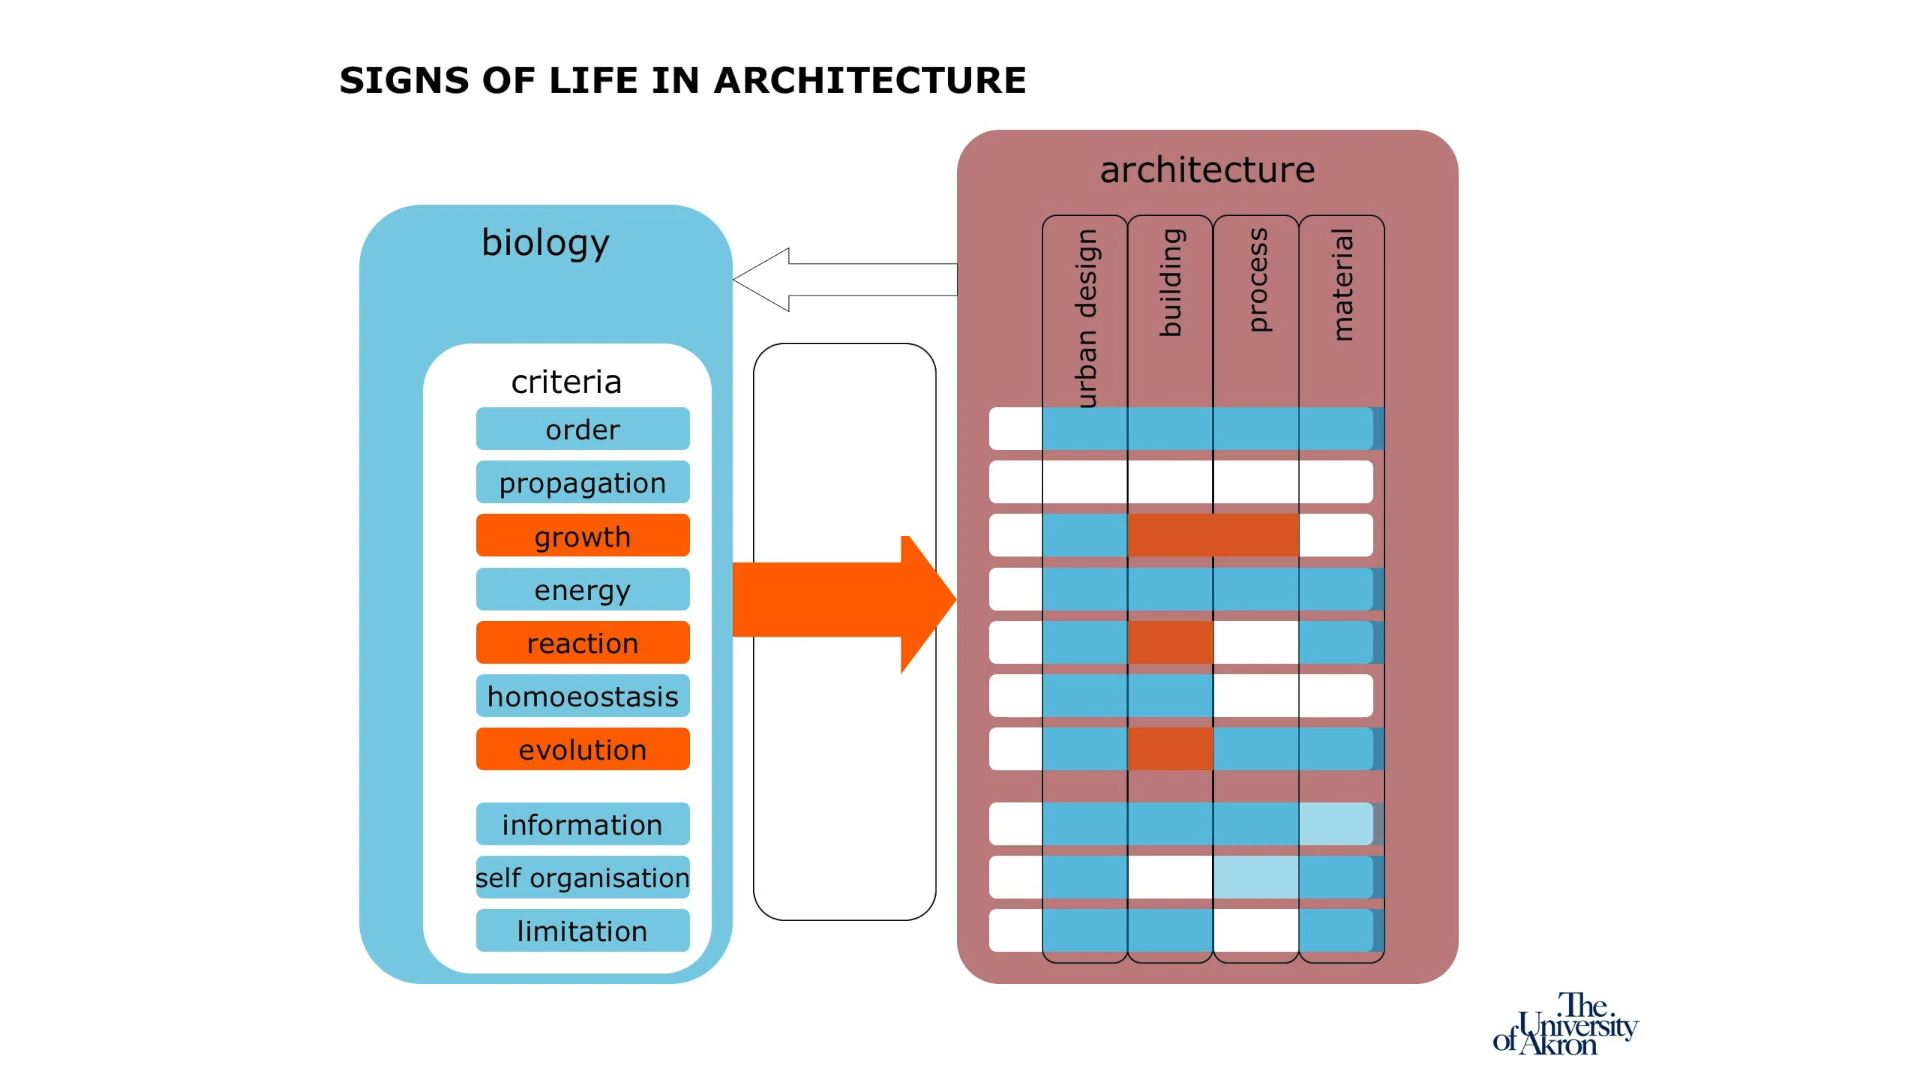 SIGNS OF LIFE IN ARCHITECTURE
biology
criteria
order
propagation
growth
energy
reaction
homoeostasis
evolution
information
self organisation
limitation
architecture
urban design
building
process
material
The
University
of Akron